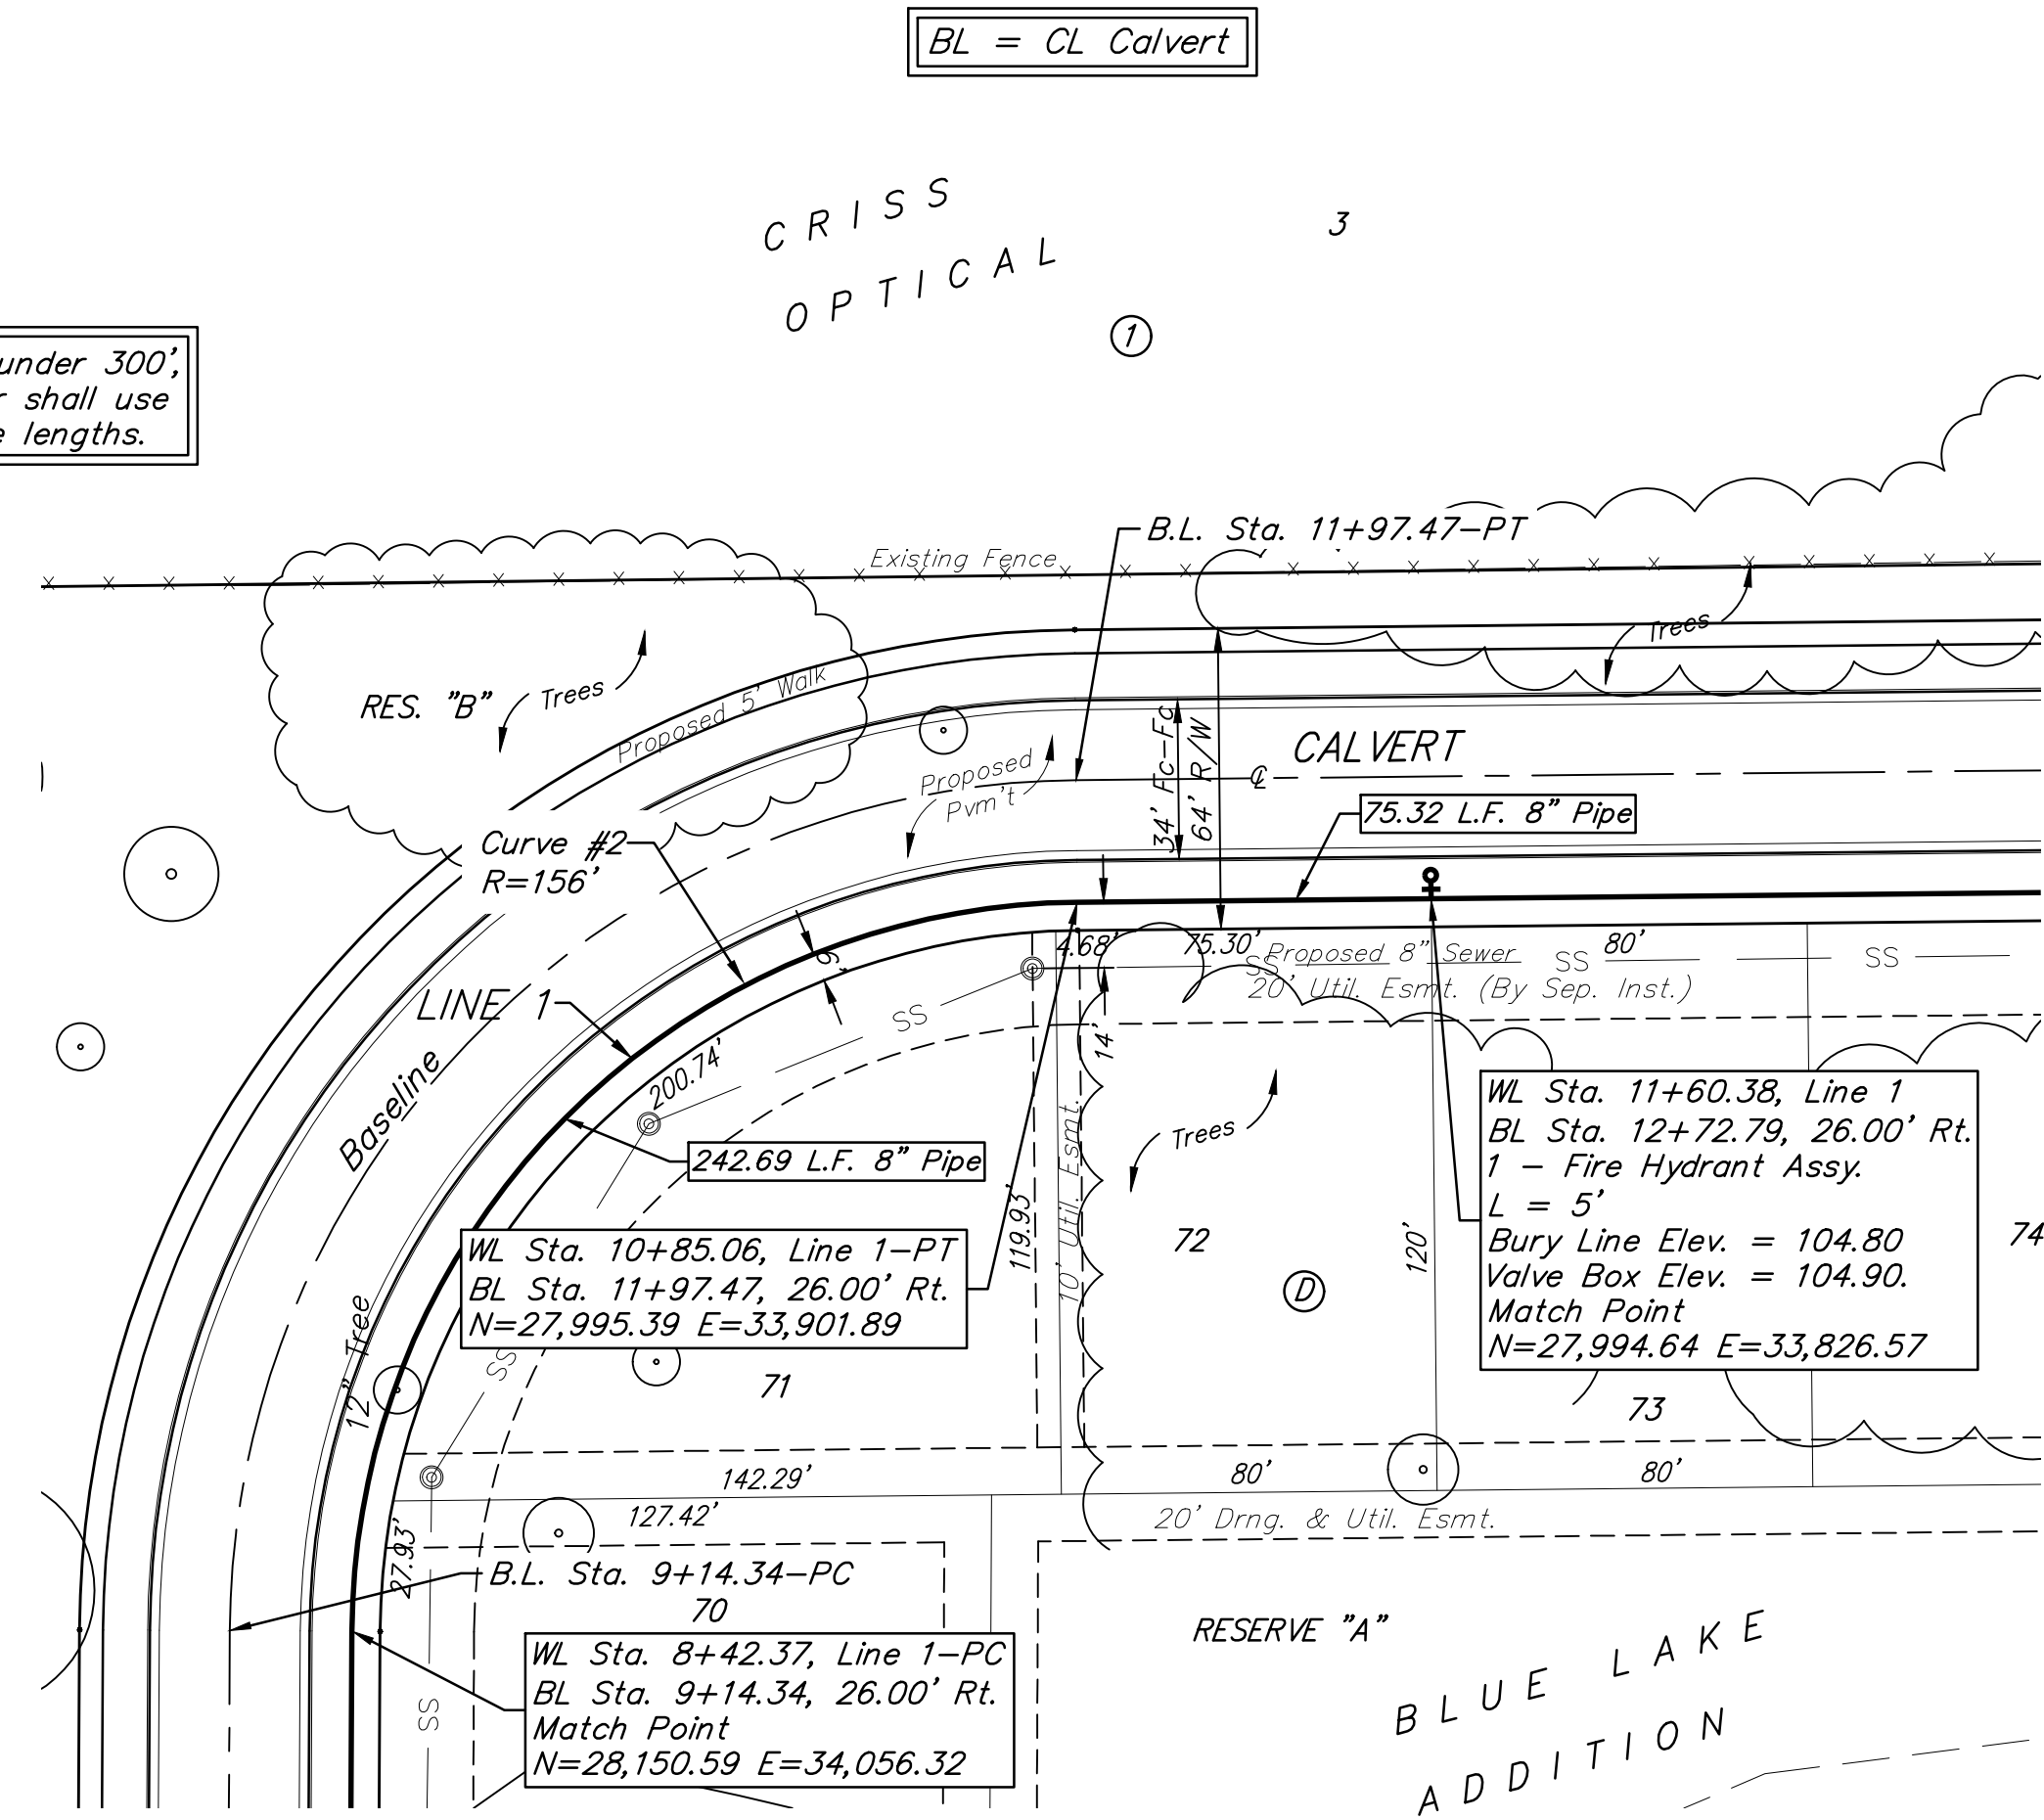 BL = CL Calvert
CRISS
OPTICAL
3
1
under 300',
shall use
lengths.
B.L. Sta. 11+97.47-PT
Existing Fence
Trees
RES. "B"
Trees
Proposed 5' Walk
CALVERT
Proposed
Pvm't
34' Fc-Fc
64' R/W
75.32 L.F. 8" Pipe
Curve #2
R=156'
4.68'
75.30'
Proposed 8" Sewer
80'
SS
SS
SS
20' Util. Esmt. (By Sep. Inst.)
LINE 1
SS
14'
Baseline
200.74'
242.69 L.F. 8" Pipe
Trees
10' Util. Esmt.
119.93'
72
120'
WL Sta. 11+60.38, Line 1
BL Sta. 12+72.79, 26.00' Rt.
1 - Fire Hydrant Assy.
L = 5'
Bury Line Elev. = 104.80
Valve Box Elev. = 104.90.
Match Point
N=27,994.64 E=33,826.57
74
WL Sta. 10+85.06, Line 1-PT
BL Sta. 11+97.47, 26.00' Rt.
N=27,995.39 E=33,901.89
D
12" Tree
SS
71
73
142.29'
80'
80'
127.42'
20' Drng. & Util. Esmt.
27.93'
B.L. Sta. 9+14.34-PC
70
RESERVE "A"
WL Sta. 8+42.37, Line 1-PC
BL Sta. 9+14.34, 26.00' Rt.
Match Point
N=28,150.59 E=34,056.32
SS
BLUE LAKE
ADDITION